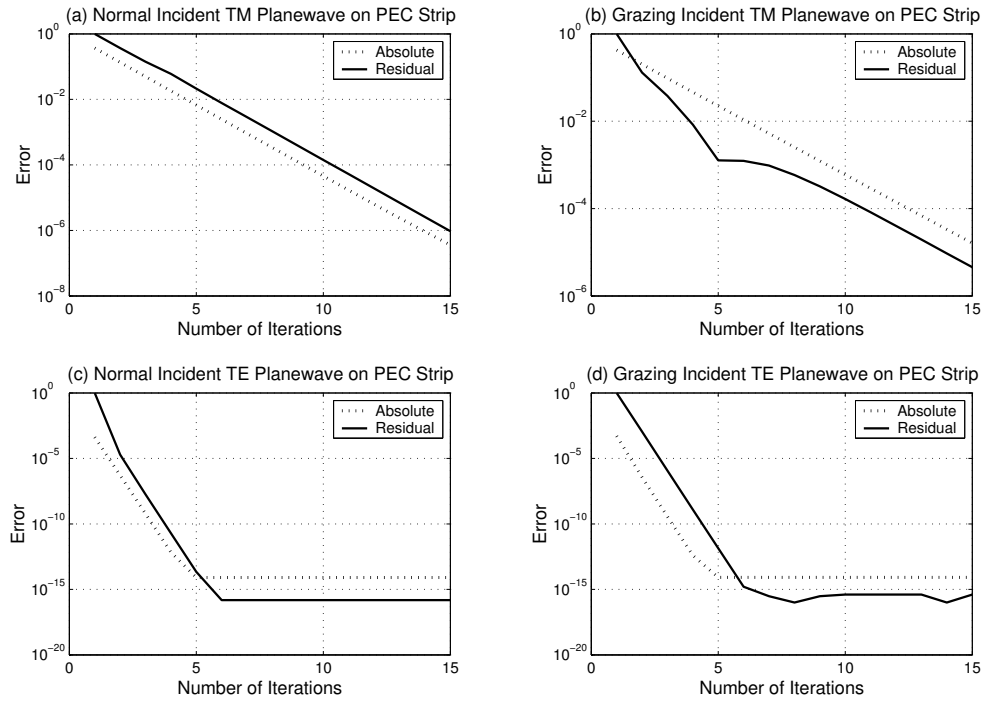 (a) Normal Incident TM Planewave on PEC Strip
10^0
10^−2
10^−4
10^−6
10^−8
Error
Absolute
Residual
0 5 10 15
Number of Iterations
(b) Grazing Incident TM Planewave on PEC Strip
10^0
10^−2
10^−4
10^−6
Error
Absolute
Residual
0 5 10 15
Number of Iterations
(c) Normal Incident TE Planewave on PEC Strip
10^0
10^−5
10^−10
10^−15
10^−20
Error
Absolute
Residual
0 5 10 15
Number of Iterations
(d) Grazing Incident TE Planewave on PEC Strip
10^0
10^−5
10^−10
10^−15
10^−20
Error
Absolute
Residual
0 5 10 15
Number of Iterations